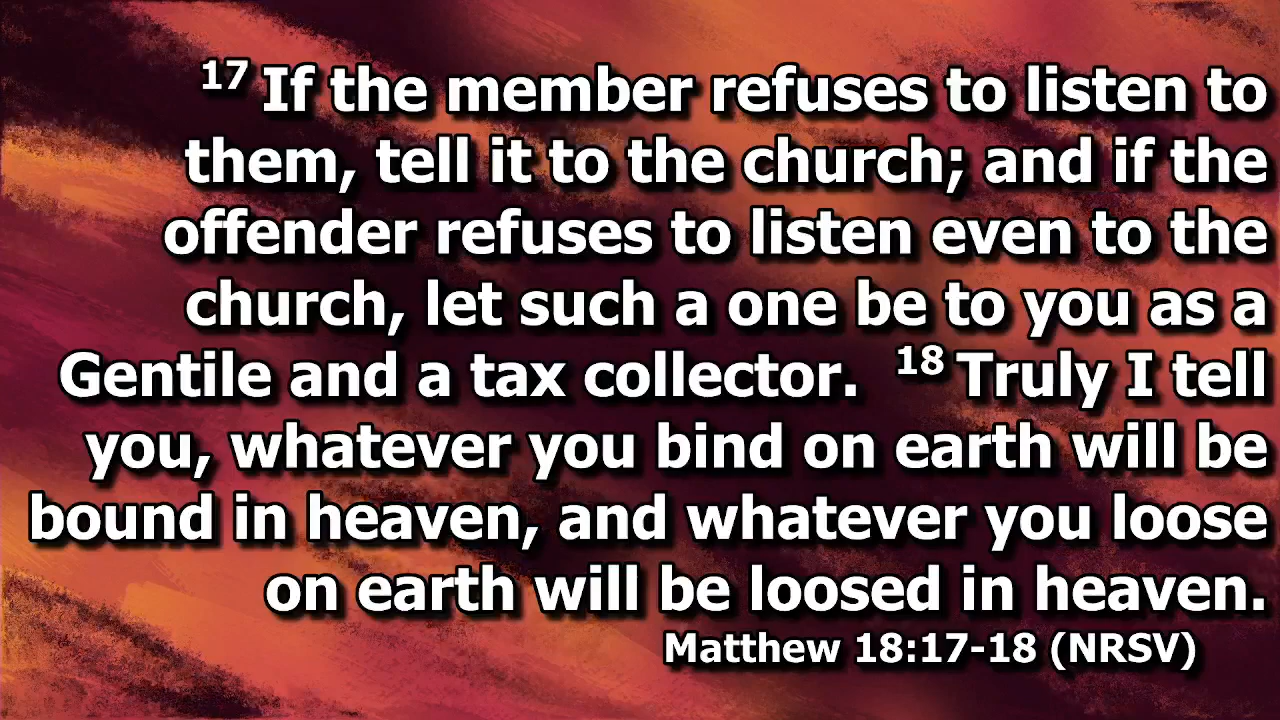 17 If the member refuses to listen to
them, tell it to the church; and if the
offender refuses to listen even to the
church, let such a one be to you as a
Gentile and a tax collector. 18 Truly I tell
you, whatever you bind on earth will be
bound in heaven, and whatever you loose
on earth will be loosed in heaven.
Matthew 18:17-18 (NRSV)